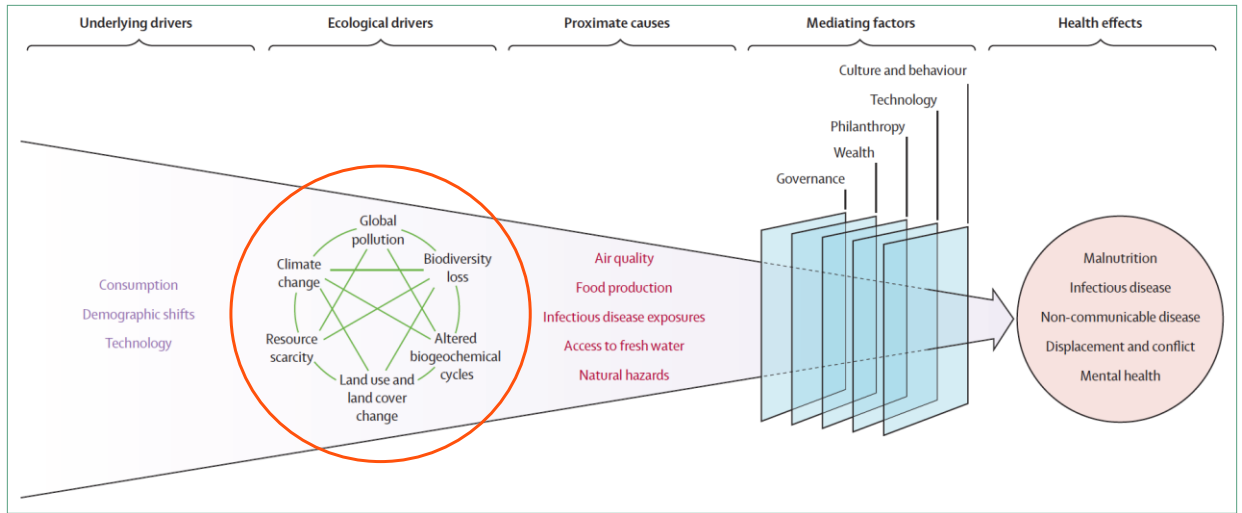 Underlying drivers
Ecological drivers
Proximate causes
Mediating factors
Health effects
Culture and behaviour
Technology
Philanthropy
Wealth
Governance
Consumption
Demographic shifts
Technology
Global
pollution
Climate
change
Biodiversity
loss
Resource
scarcity
Altered
biogeochemical
cycles
Land use and
land cover
change
Air quality
Food production
Infectious disease exposures
Access to fresh water
Natural hazards
Malnutrition
Infectious disease
Non-communicable disease
Displacement and conflict
Mental health